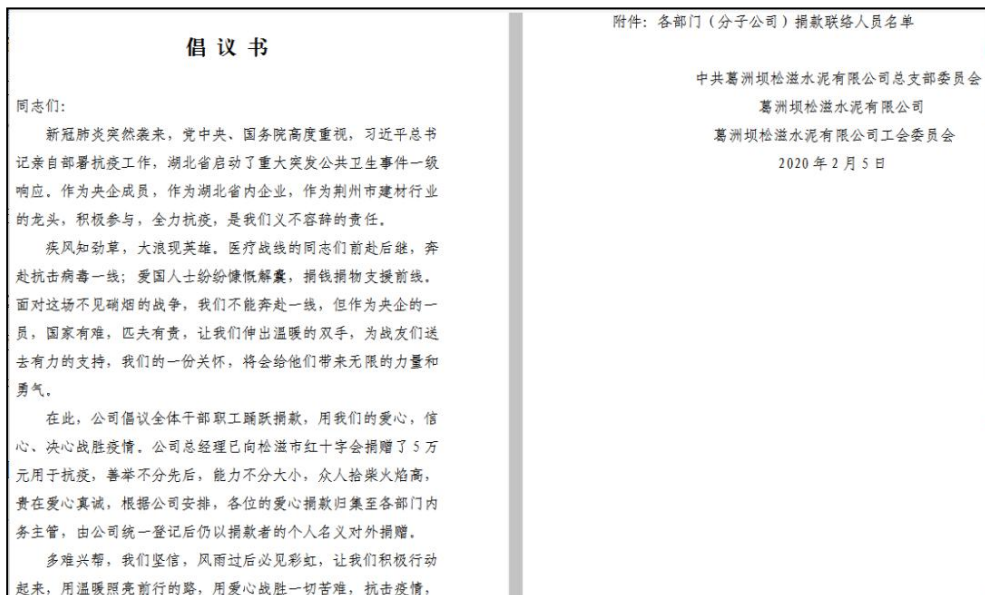 倡议书
同志们：
新冠肺炎突然袭来，党中央、国务院高度重视，习近平总书
记亲自部署抗疫工作，湖北省启动了重大突发公共卫生事件一级
响应。作为央企成员，作为湖北省内企业，作为荆州市建材行业
的龙头，积极参与，全力抗疫，是我们义不容辞的责任。
疾风知劲草，大浪现英雄。医疗战线的同志们前赴后继，奔
赴抗击病毒一线；爱国人士纷纷慷慨解囊，捐钱捐物支援前线。
面对这场不见硝烟的战争，我们不能奔赴一线，但作为央企的一
员，国家有难，匹夫有责，让我们伸出温暖的双手，为战友们送
去有力的支持，我们的一份关怀，将会给他们带来无限的力量和
勇气。
在此，公司倡议全体干部职工踊跃捐款，用我们的爱心，信
心、决心战胜疫情。公司总经理已向松滋市红十字会捐赠了5万
元用于抗疫，善举不分先后，能力不分大小，众人拾柴火焰高，
贵在爱心真诚，根据公司安排，各位的爱心捐款归集至各部门内
务主管，由公司统一登记后仍以捐款者的个人名义对外捐赠。
多难兴帮，我们坚信，风雨过后必见彩虹，让我们积极行动
起来，用温暖照亮前行的路，用爱心战胜一切苦难，抗击疫情，
附件：各部门（分子公司）捐款联络人员名单
中共葛洲坝松滋水泥有限公司总支部委员会
葛洲坝松滋水泥有限公司
葛洲坝松滋水泥有限公司工会委员会
2020年2月5日